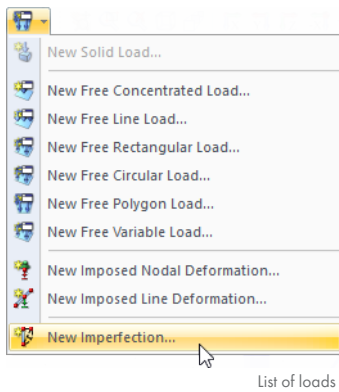 New Solid Load...
New Free Concentrated Load...
New Free Line Load...
New Free Rectangular Load...
New Free Circular Load...
New Free Polygon Load...
New Free Variable Load...
New Imposed Nodal Deformation...
New Imposed Line Deformation...
New Imperfection...
List of loads